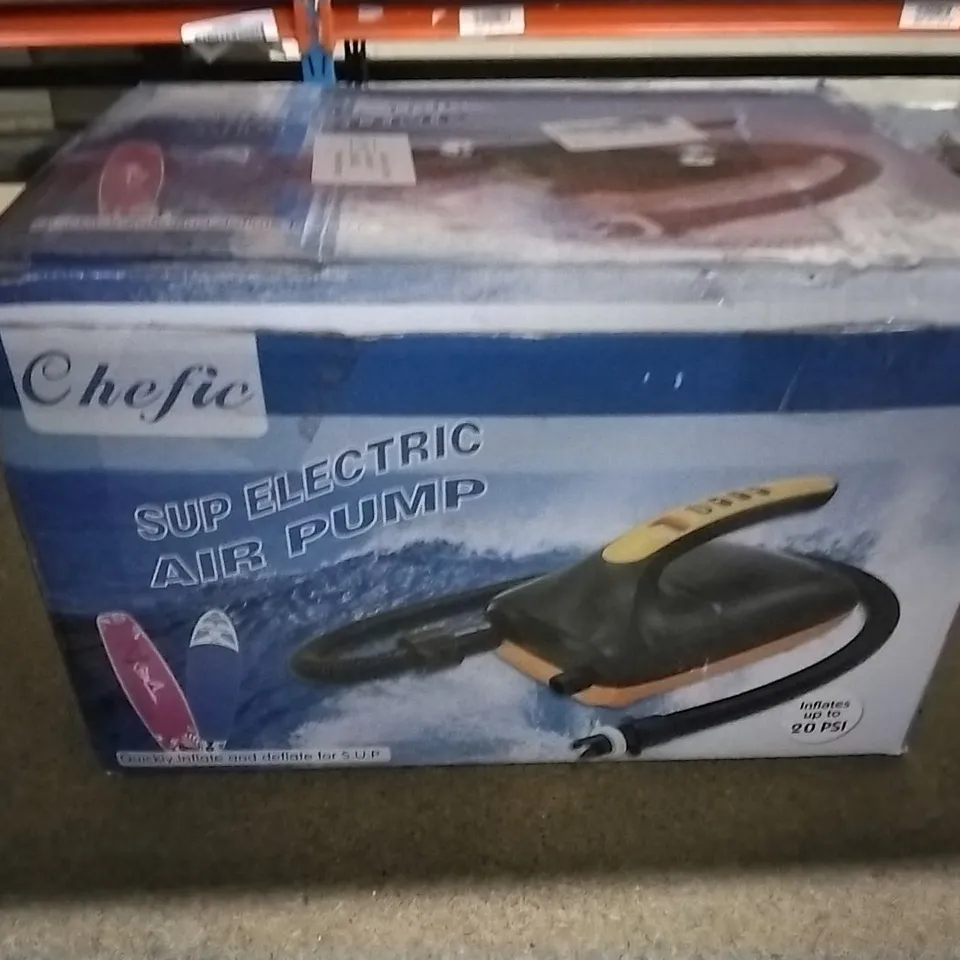 Chefic
SUP ELECTRIC
AIR PUMP
Inflates
up to
20 PSI
Quickly inflate and deflate for S.U.P